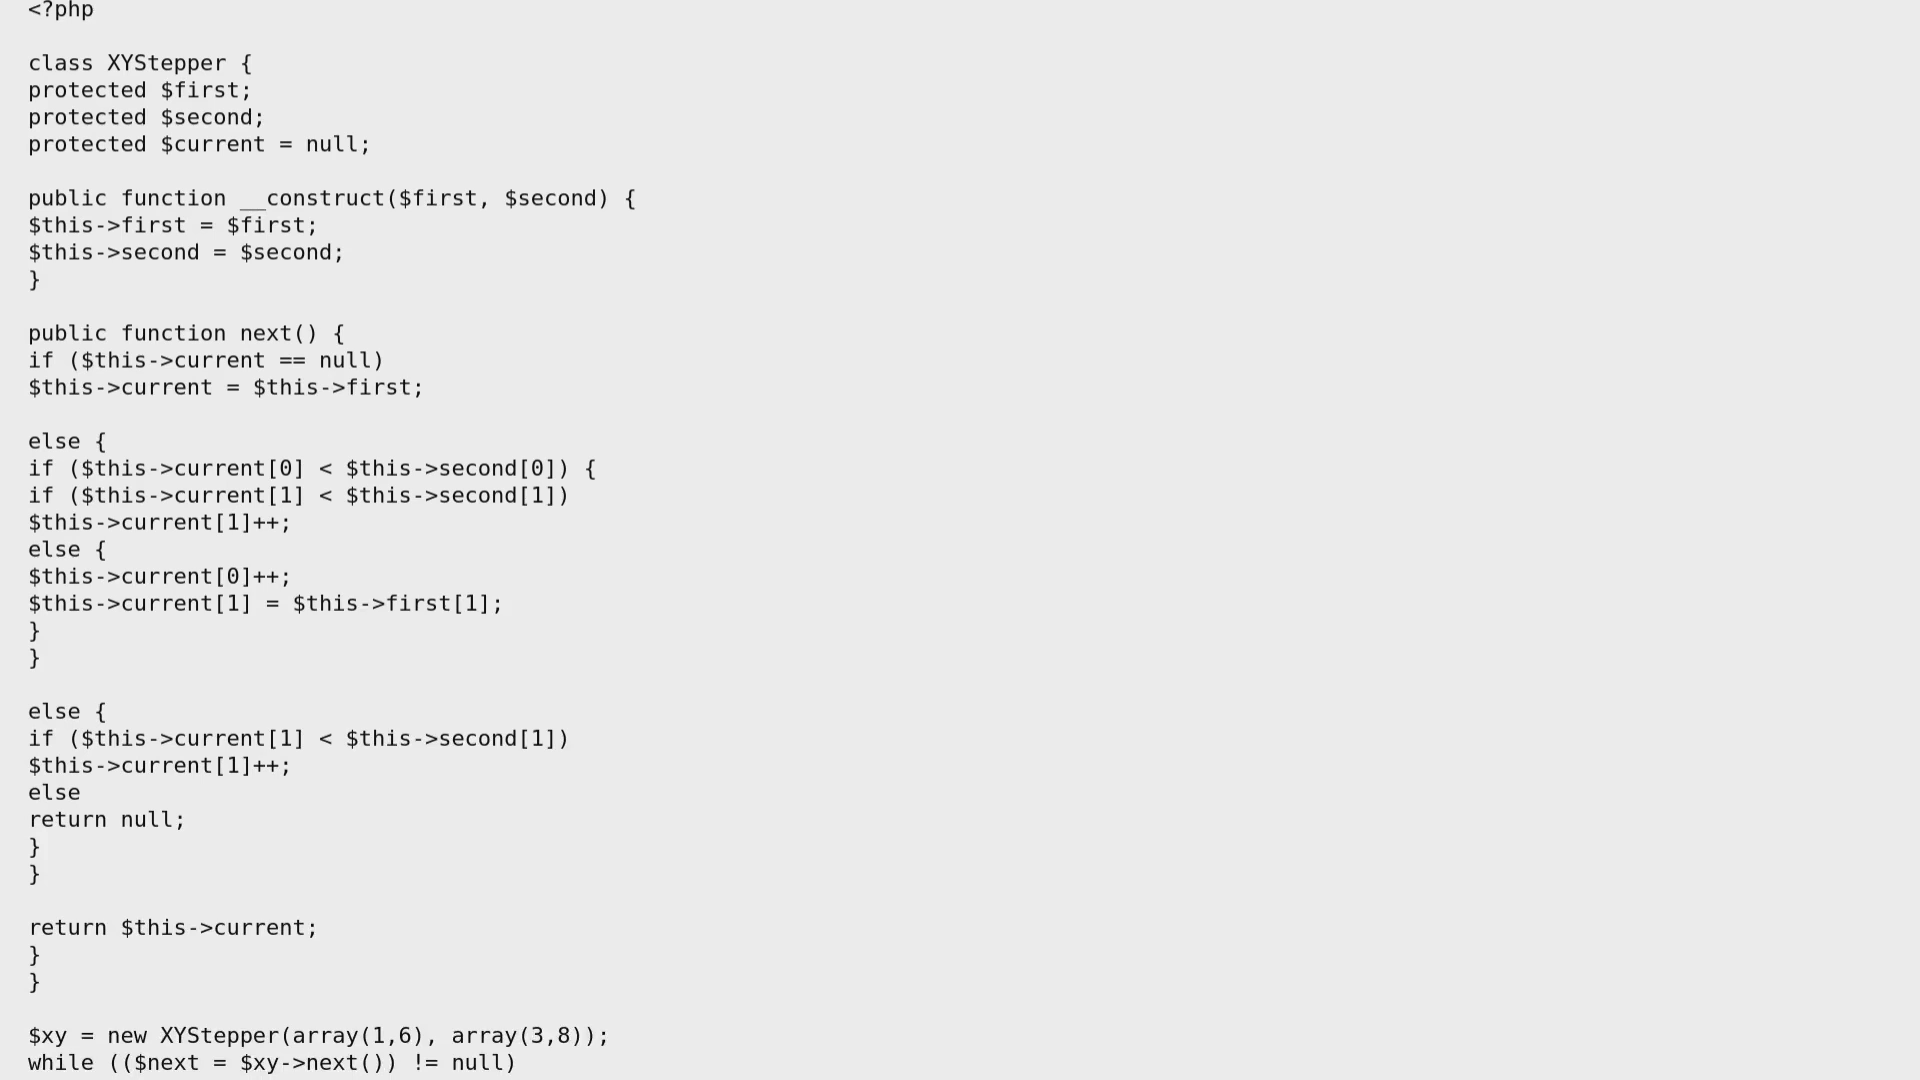 <?php

class XYStepper {
protected $first;
protected $second;
protected $current = null;

public function __construct($first, $second) {
$this->first = $first;
$this->second = $second;
}

public function next() {
if ($this->current == null)
$this->current = $this->first;

else {
if ($this->current[0] < $this->second[0]) {
if ($this->current[1] < $this->second[1])
$this->current[1]++;
else {
$this->current[0]++;
$this->current[1] = $this->first[1];
}
}

else {
if ($this->current[1] < $this->second[1])
$this->current[1]++;
else
return null;
}
}

return $this->current;
}
}

$xy = new XYStepper(array(1,6), array(3,8));
while (($next = $xy->next()) != null)